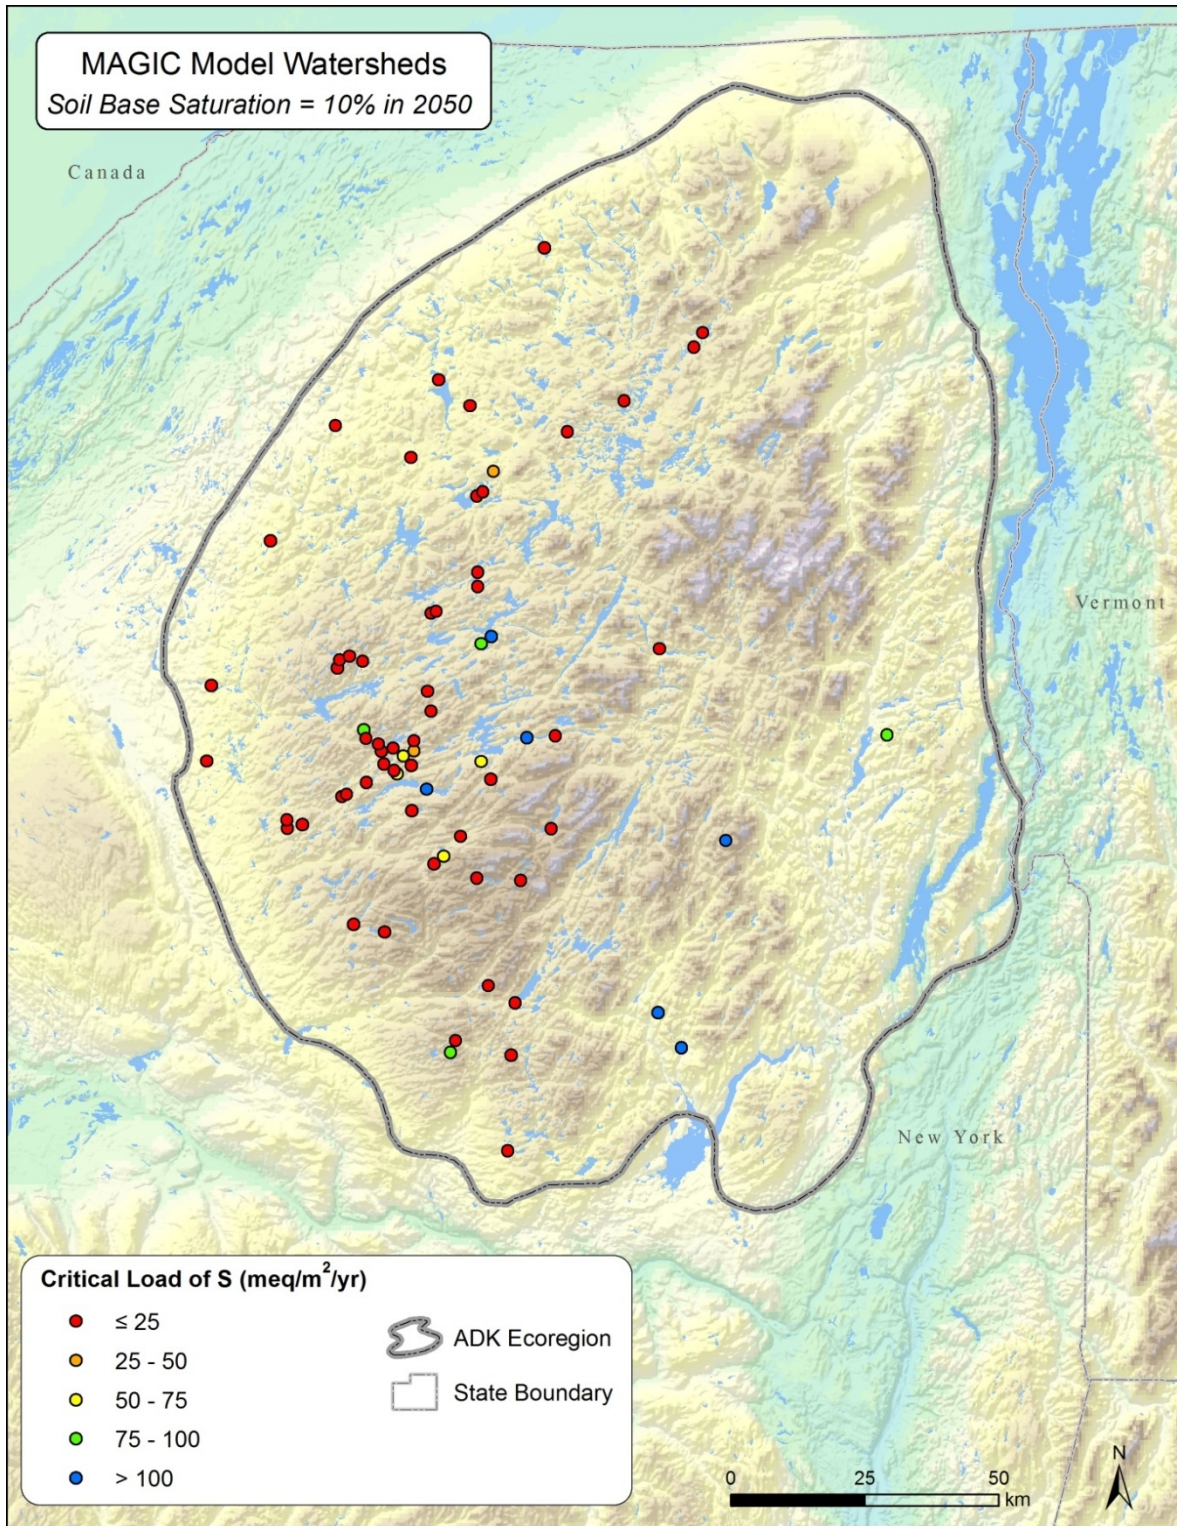 MAGIC Model Watersheds
Soil Base Saturation = 10% in 2050
Canada
Vermont
New York
Critical Load of S (meq/m²/yr)
≤ 25
25 - 50
50 - 75
75 - 100
> 100
ADK Ecoregion
State Boundary
N
0 25 50
km